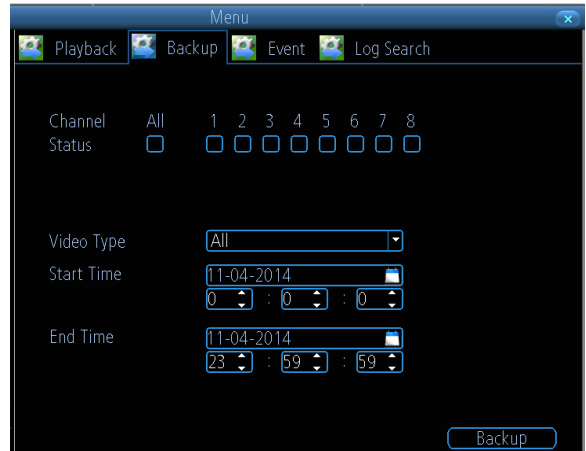 Menu
Playback Backup Event Log Search
Channel All 1 2 3 4 5 6 7 8
Status
Video Type All
Start Time 11-04-2014
0 : 0 : 0
End Time 11-04-2014
23 : 59 : 59
Backup